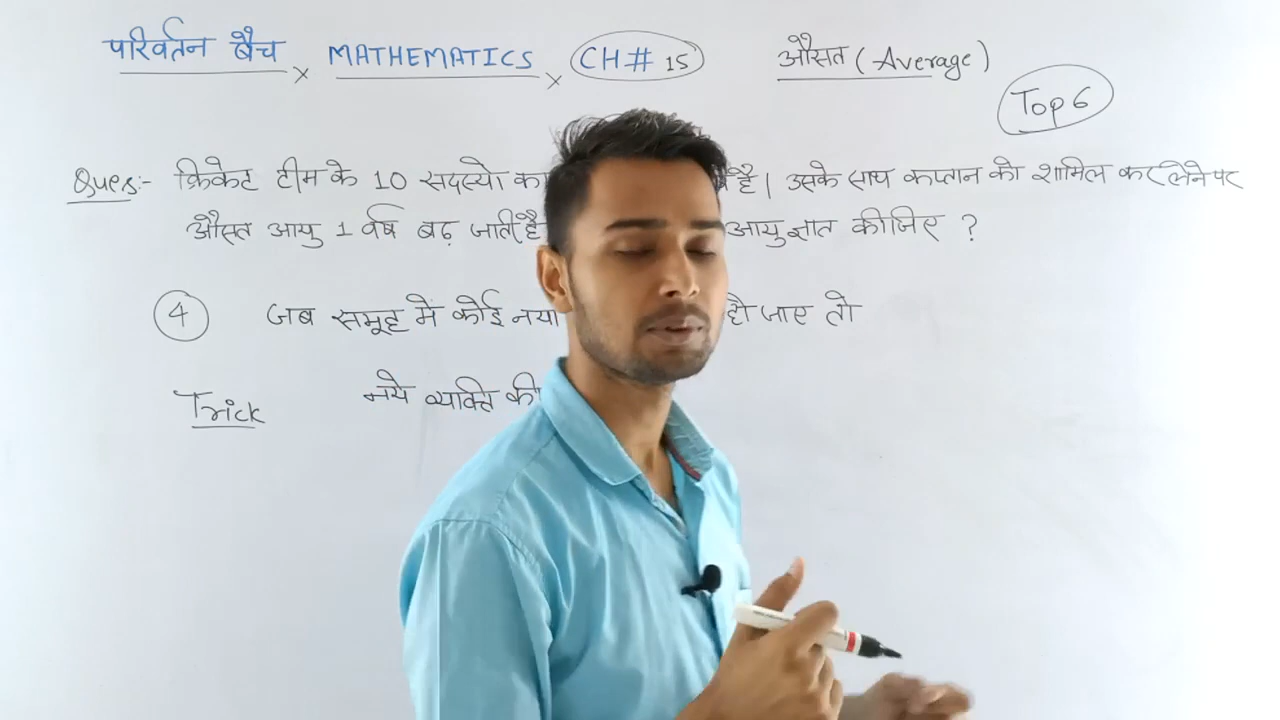 परिवर्तन बैच × MATHEMATICS × CH# 15 औसत (Average)
Top 6
Ques:- क्रिकेट टीम के 10 सदस्यो का है। उसके साथ कप्तान को शामिल कर लेने पर
औसत आयु 1 वर्ष बढ़ जाती है आयु ज्ञात कीजिए ?
4 जब समूह में कोई नया हो जाए तो
Trick नये व्यक्ति की